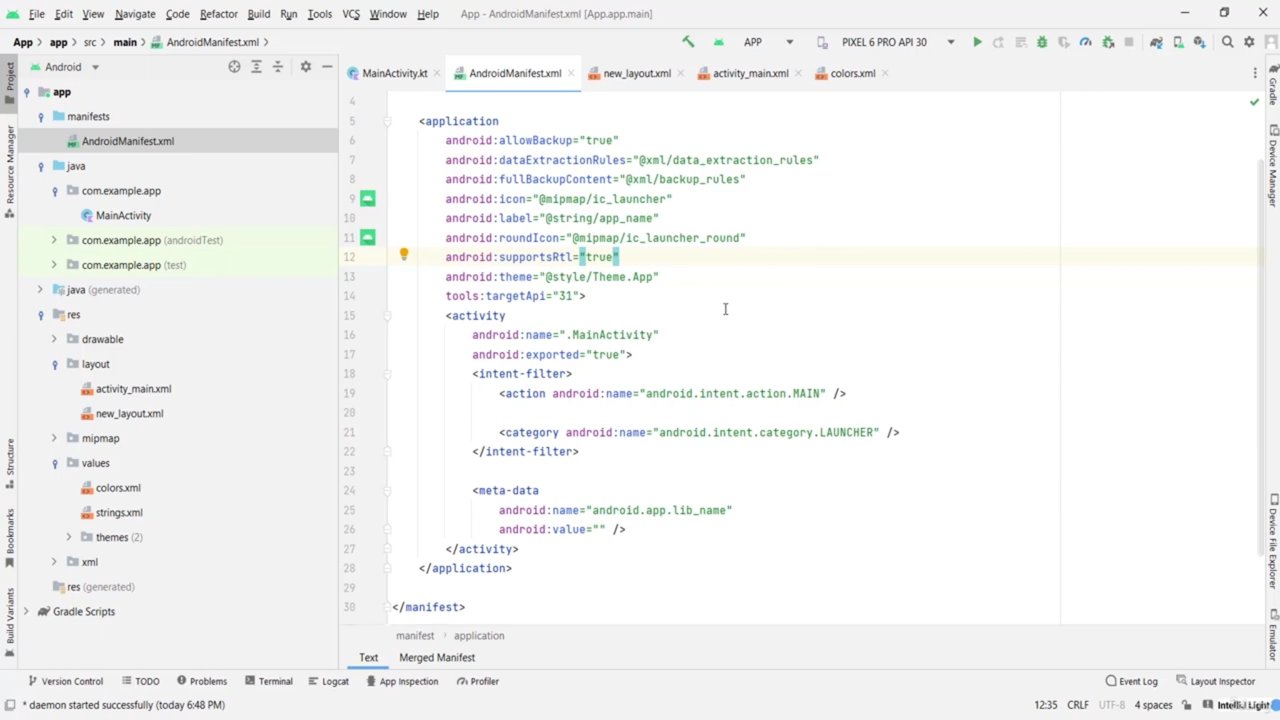 File Edit View Navigate Code Refactor Build Run Tools VCS Window Help App - AndroidManifest.xml [App.app.main]
App app src main AndroidManifest.xml APP PIXEL 6 PRO API 30
Android
MainActivity.kt AndroidManifest.xml new_layout.xml activity_main.xml colors.xml
Project
Resource Manager
Structure
Bookmarks
Build Variants
app
manifests
AndroidManifest.xml
java
com.example.app
MainActivity
com.example.app (androidTest)
com.example.app (test)
java (generated)
res
drawable
layout
activity_main.xml
new_layout.xml
mipmap
values
colors.xml
strings.xml
themes (2)
xml
res (generated)
Gradle Scripts
4
5 <application
6 android:allowBackup="true"
7 android:dataExtractionRules="@xml/data_extraction_rules"
8 android:fullBackupContent="@xml/backup_rules"
9 android:icon="@mipmap/ic_launcher"
10 android:label="@string/app_name"
11 android:roundIcon="@mipmap/ic_launcher_round"
12 android:supportsRtl="true"
13 android:theme="@style/Theme.App"
14 tools:targetApi="31">
15 <activity
16 android:name=".MainActivity"
17 android:exported="true">
18 <intent-filter>
19 <action android:name="android.intent.action.MAIN" />
20
21 <category android:name="android.intent.category.LAUNCHER" />
22 </intent-filter>
23
24 <meta-data
25 android:name="android.app.lib_name"
26 android:value="" />
27 </activity>
28 </application>
29
30 </manifest>
Gradle
Device Manager
Device File Explorer
Emulator
manifest application
Text Merged Manifest
Version Control TODO Problems Terminal Logcat App Inspection Profiler Event Log Layout Inspector
* daemon started successfully (today 6:48 PM) 12:35 CRLF UTF-8 4 spaces IntelliJ Light